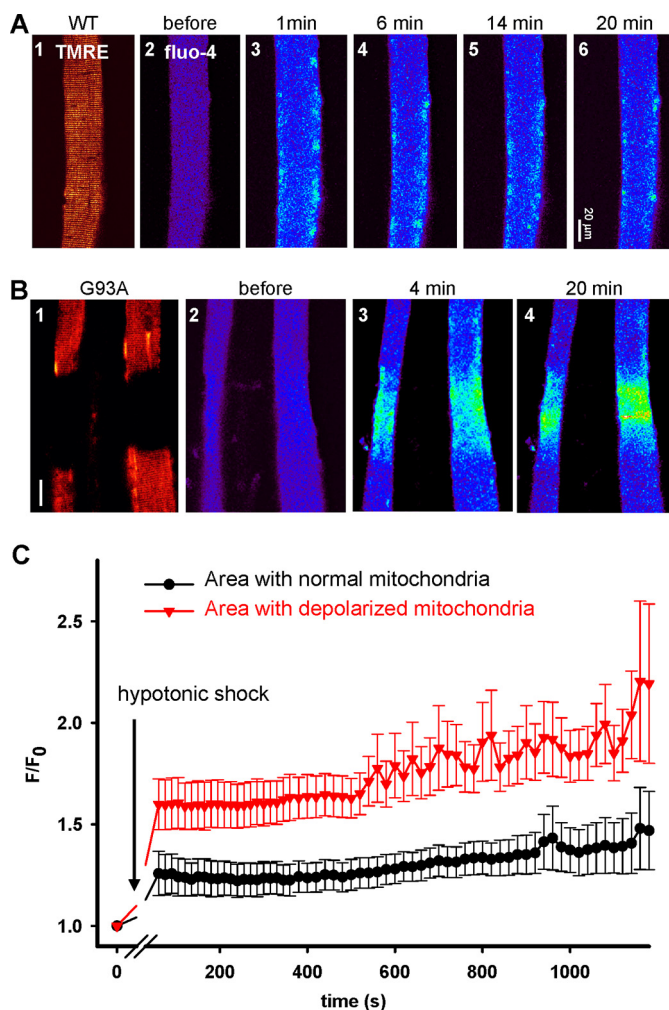 A WT before 1min 6 min 14 min 20 min
1 TMRE 2 fluo-4 3 4 5 6
20 µm
B G93A before 4 min 20 min
1 2 3 4
C
Area with normal mitochondria
Area with depolarized mitochondria
hypotonic shock
F/F0
2.5
2.0
1.5
1.0
0 200 400 600 800 1000
time (s)